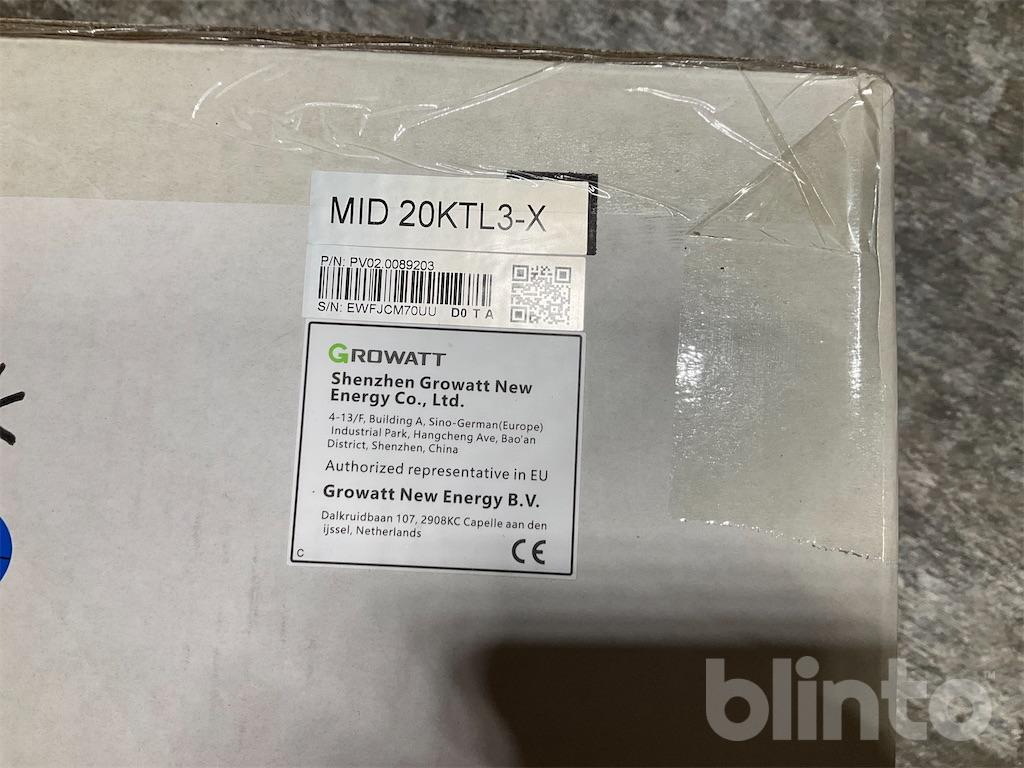 MID 20KTL3-X
P/N: PV02.0089203
S/N: EWFJCM70UU D0 T A
GROWATT
Shenzhen Growatt New
Energy Co., Ltd.
4-13/F, Building A, Sino-German(Europe)
Industrial Park, Hangcheng Ave, Bao'an
District, Shenzhen, China
Authorized representative in EU
Growatt New Energy B.V.
Dalkruidbaan 107, 2908KC Capelle aan den
ijssel, Netherlands
C CE
blinto™